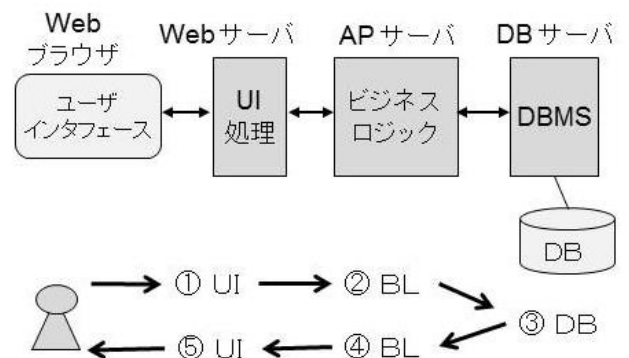 Web
ブラウザ
Webサーバ
APサーバ
DBサーバ
ユーザ
インタフェース
UI
処理
ビジネス
ロジック
DBMS
DB
① UI
② BL
③ DB
④ BL
⑤ UI